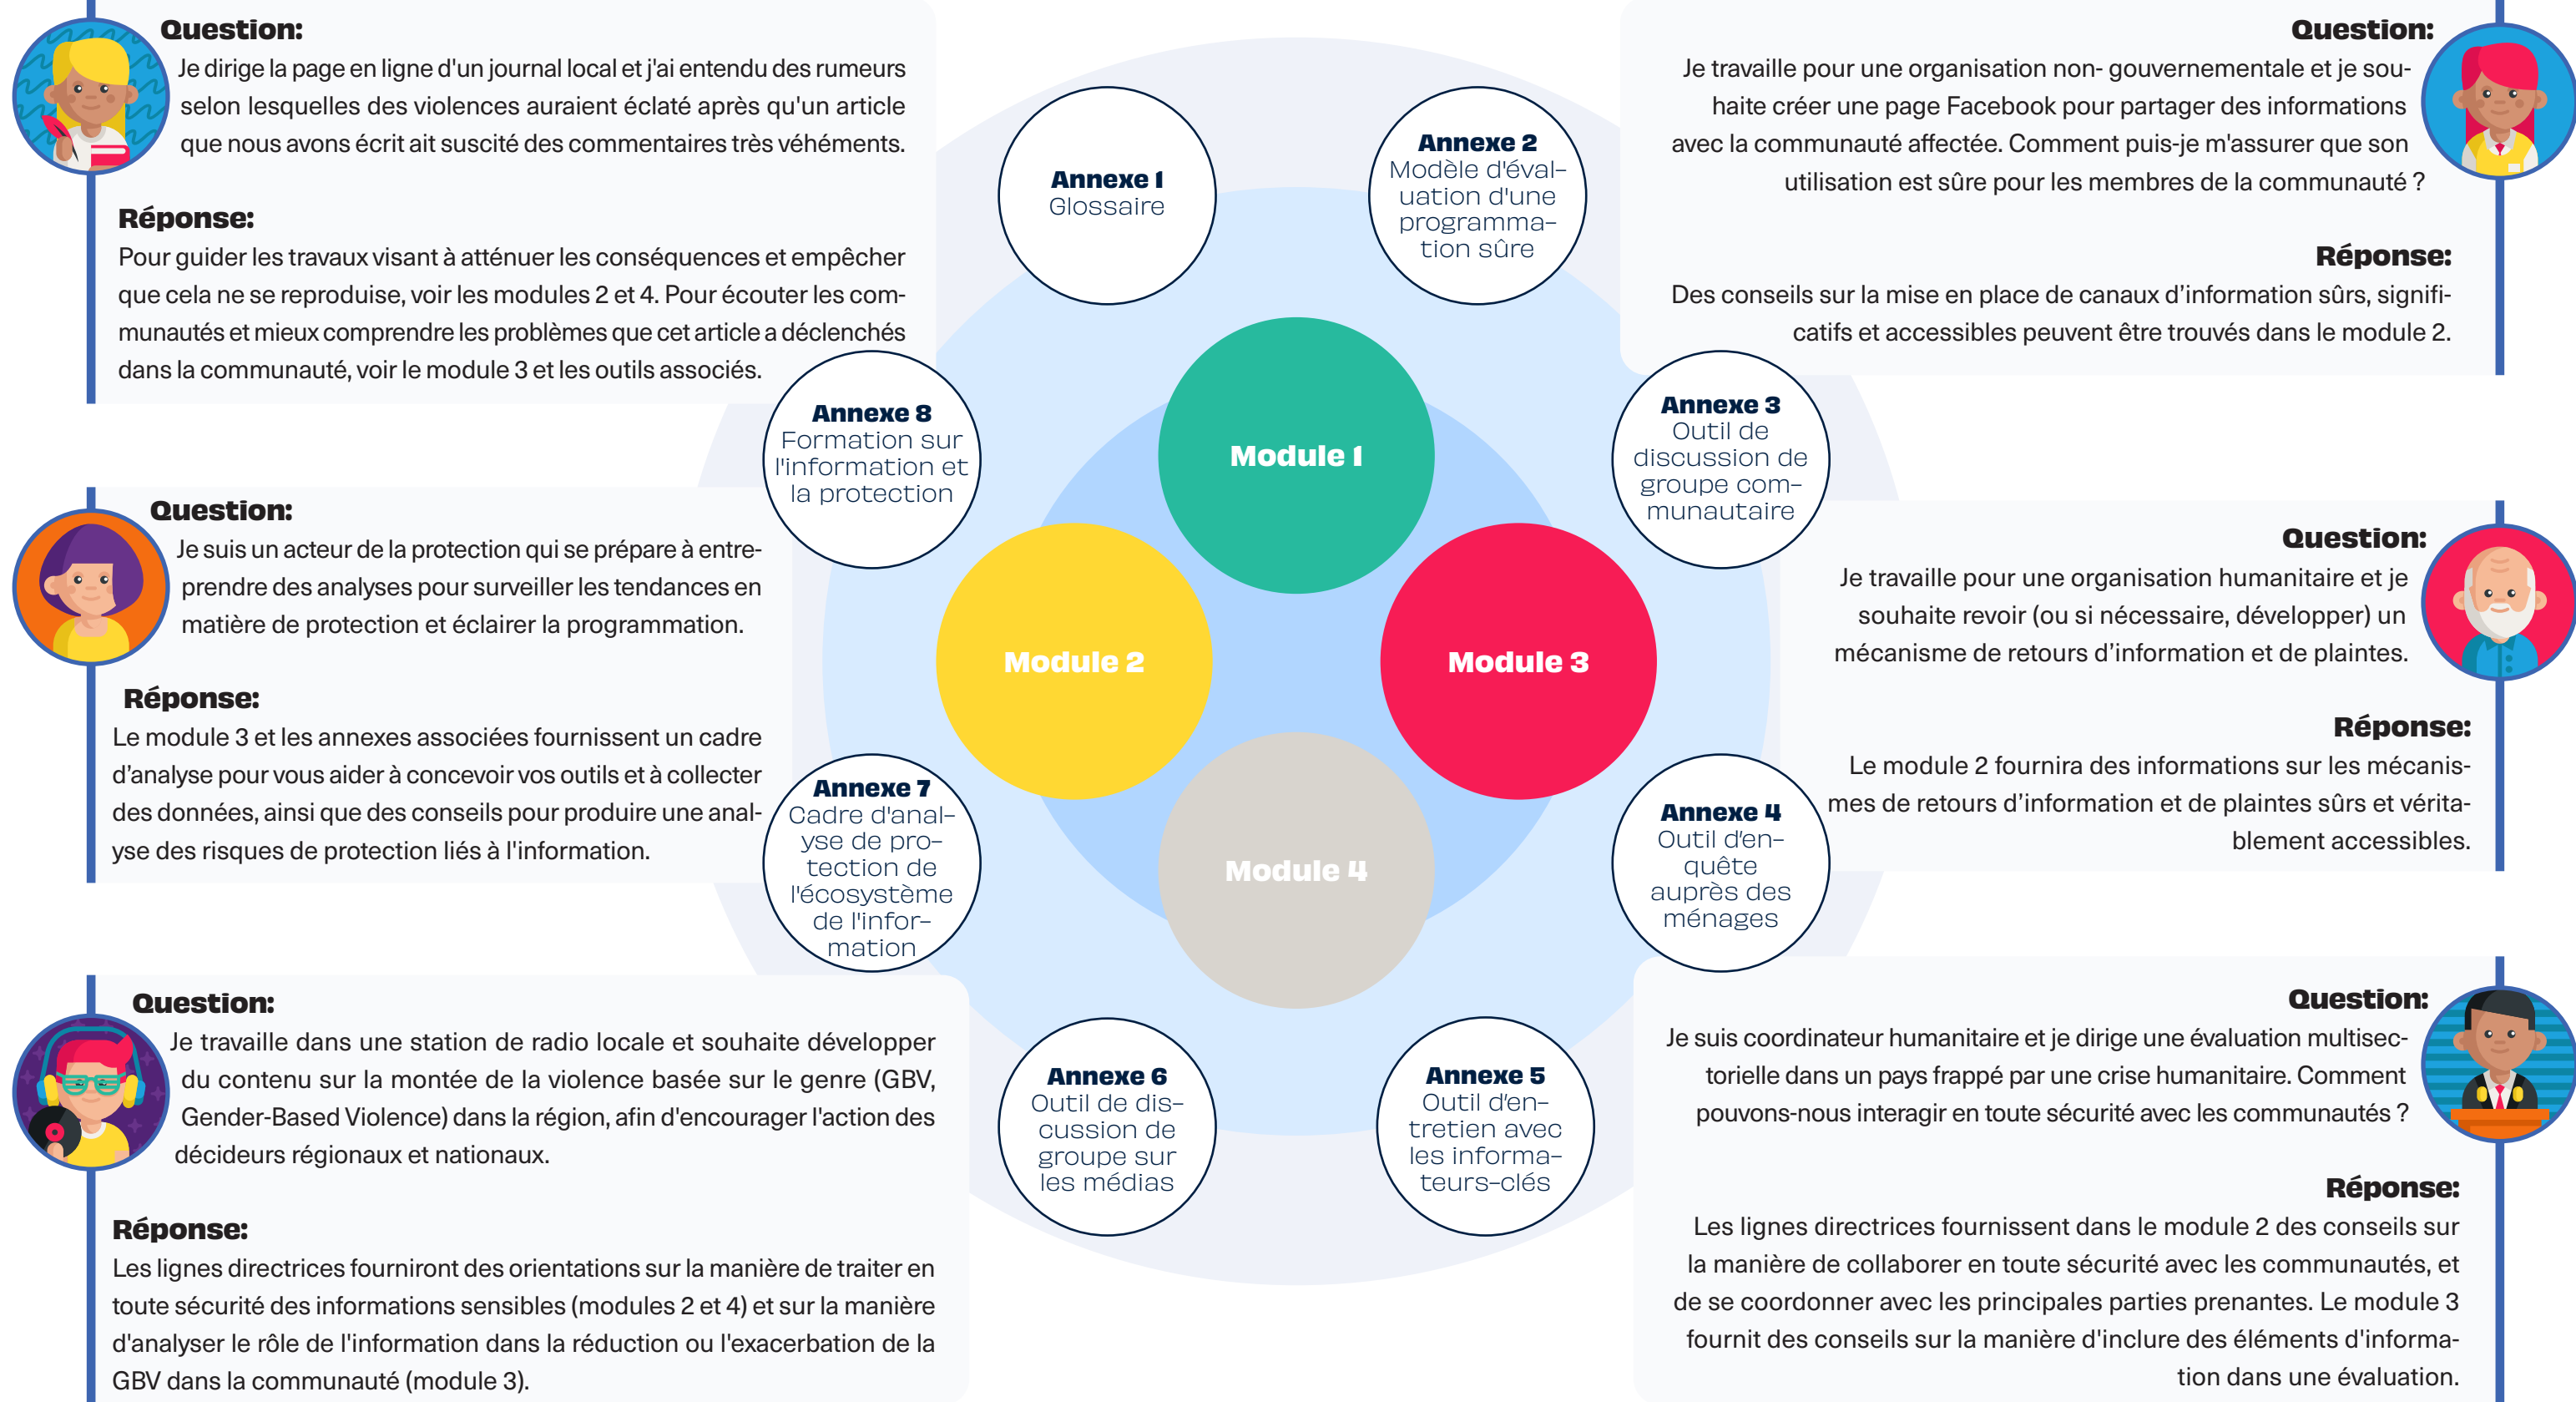 Question:
Je dirige la page en ligne d'un journal local et j'ai entendu des rumeurs
selon lesquelles des violences auraient éclaté après qu'un article
que nous avons écrit ait suscité des commentaires très véhéments.
Réponse:
Pour guider les travaux visant à atténuer les conséquences et empêcher
que cela ne se reproduise, voir les modules 2 et 4. Pour écouter les com-
munautés et mieux comprendre les problèmes que cet article a déclenchés
dans la communauté, voir le module 3 et les outils associés.
Question:
Je suis un acteur de la protection qui se prépare à entre-
prendre des analyses pour surveiller les tendances en
matière de protection et éclairer la programmation.
Réponse:
Le module 3 et les annexes associées fournissent un cadre
d’analyse pour vous aider à concevoir vos outils et à collecter
des données, ainsi que des conseils pour produire une anal-
yse des risques de protection liés à l'information.
Question:
Je travaille dans une station de radio locale et souhaite développer
du contenu sur la montée de la violence basée sur le genre (GBV,
Gender-Based Violence) dans la région, afin d'encourager l'action des
décideurs régionaux et nationaux.
Réponse:
Les lignes directrices fourniront des orientations sur la manière de traiter en
toute sécurité des informations sensibles (modules 2 et 4) et sur la manière
d'analyser le rôle de l'information dans la réduction ou l'exacerbation de la
GBV dans la communauté (module 3).
Annexe 1
Glossaire
Annexe 2
Modèle d'éval-
uation d'une
programma-
tion sûre
Annexe 3
Outil de
discussion de
groupe com-
munautaire
Annexe 4
Outil d’en-
quête
auprès des
ménages
Annexe 5
Outil d’en-
tretien avec
les informa-
teurs-clés
Annexe 6
Outil de dis-
cussion de
groupe sur
les médias
Annexe 7
Cadre d'anal-
yse de pro-
tection de
l'écosystème
de l'infor-
mation
Annexe 8
Formation sur
l'information et
la protection
Module 1
Module 2
Module 3
Module 4
Question:
Je travaille pour une organisation non- gouvernementale et je sou-
haite créer une page Facebook pour partager des informations
avec la communauté affectée. Comment puis-je m'assurer que son
utilisation est sûre pour les membres de la communauté ?
Réponse:
Des conseils sur la mise en place de canaux d’information sûrs, signifi-
catifs et accessibles peuvent être trouvés dans le module 2.
Question:
Je travaille pour une organisation humanitaire et je
souhaite revoir (ou si nécessaire, développer) un
mécanisme de retours d’information et de plaintes.
Réponse:
Le module 2 fournira des informations sur les mécanis-
mes de retours d’information et de plaintes sûrs et vérita-
blement accessibles.
Question:
Je suis coordinateur humanitaire et je dirige une évaluation multisec-
torielle dans un pays frappé par une crise humanitaire. Comment
pouvons-nous interagir en toute sécurité avec les communautés ?
Réponse:
Les lignes directrices fournissent dans le module 2 des conseils sur
la manière de collaborer en toute sécurité avec les communautés, et
de se coordonner avec les principales parties prenantes. Le module 3
fournit des conseils sur la manière d'inclure des éléments d'informa-
tion dans une évaluation.